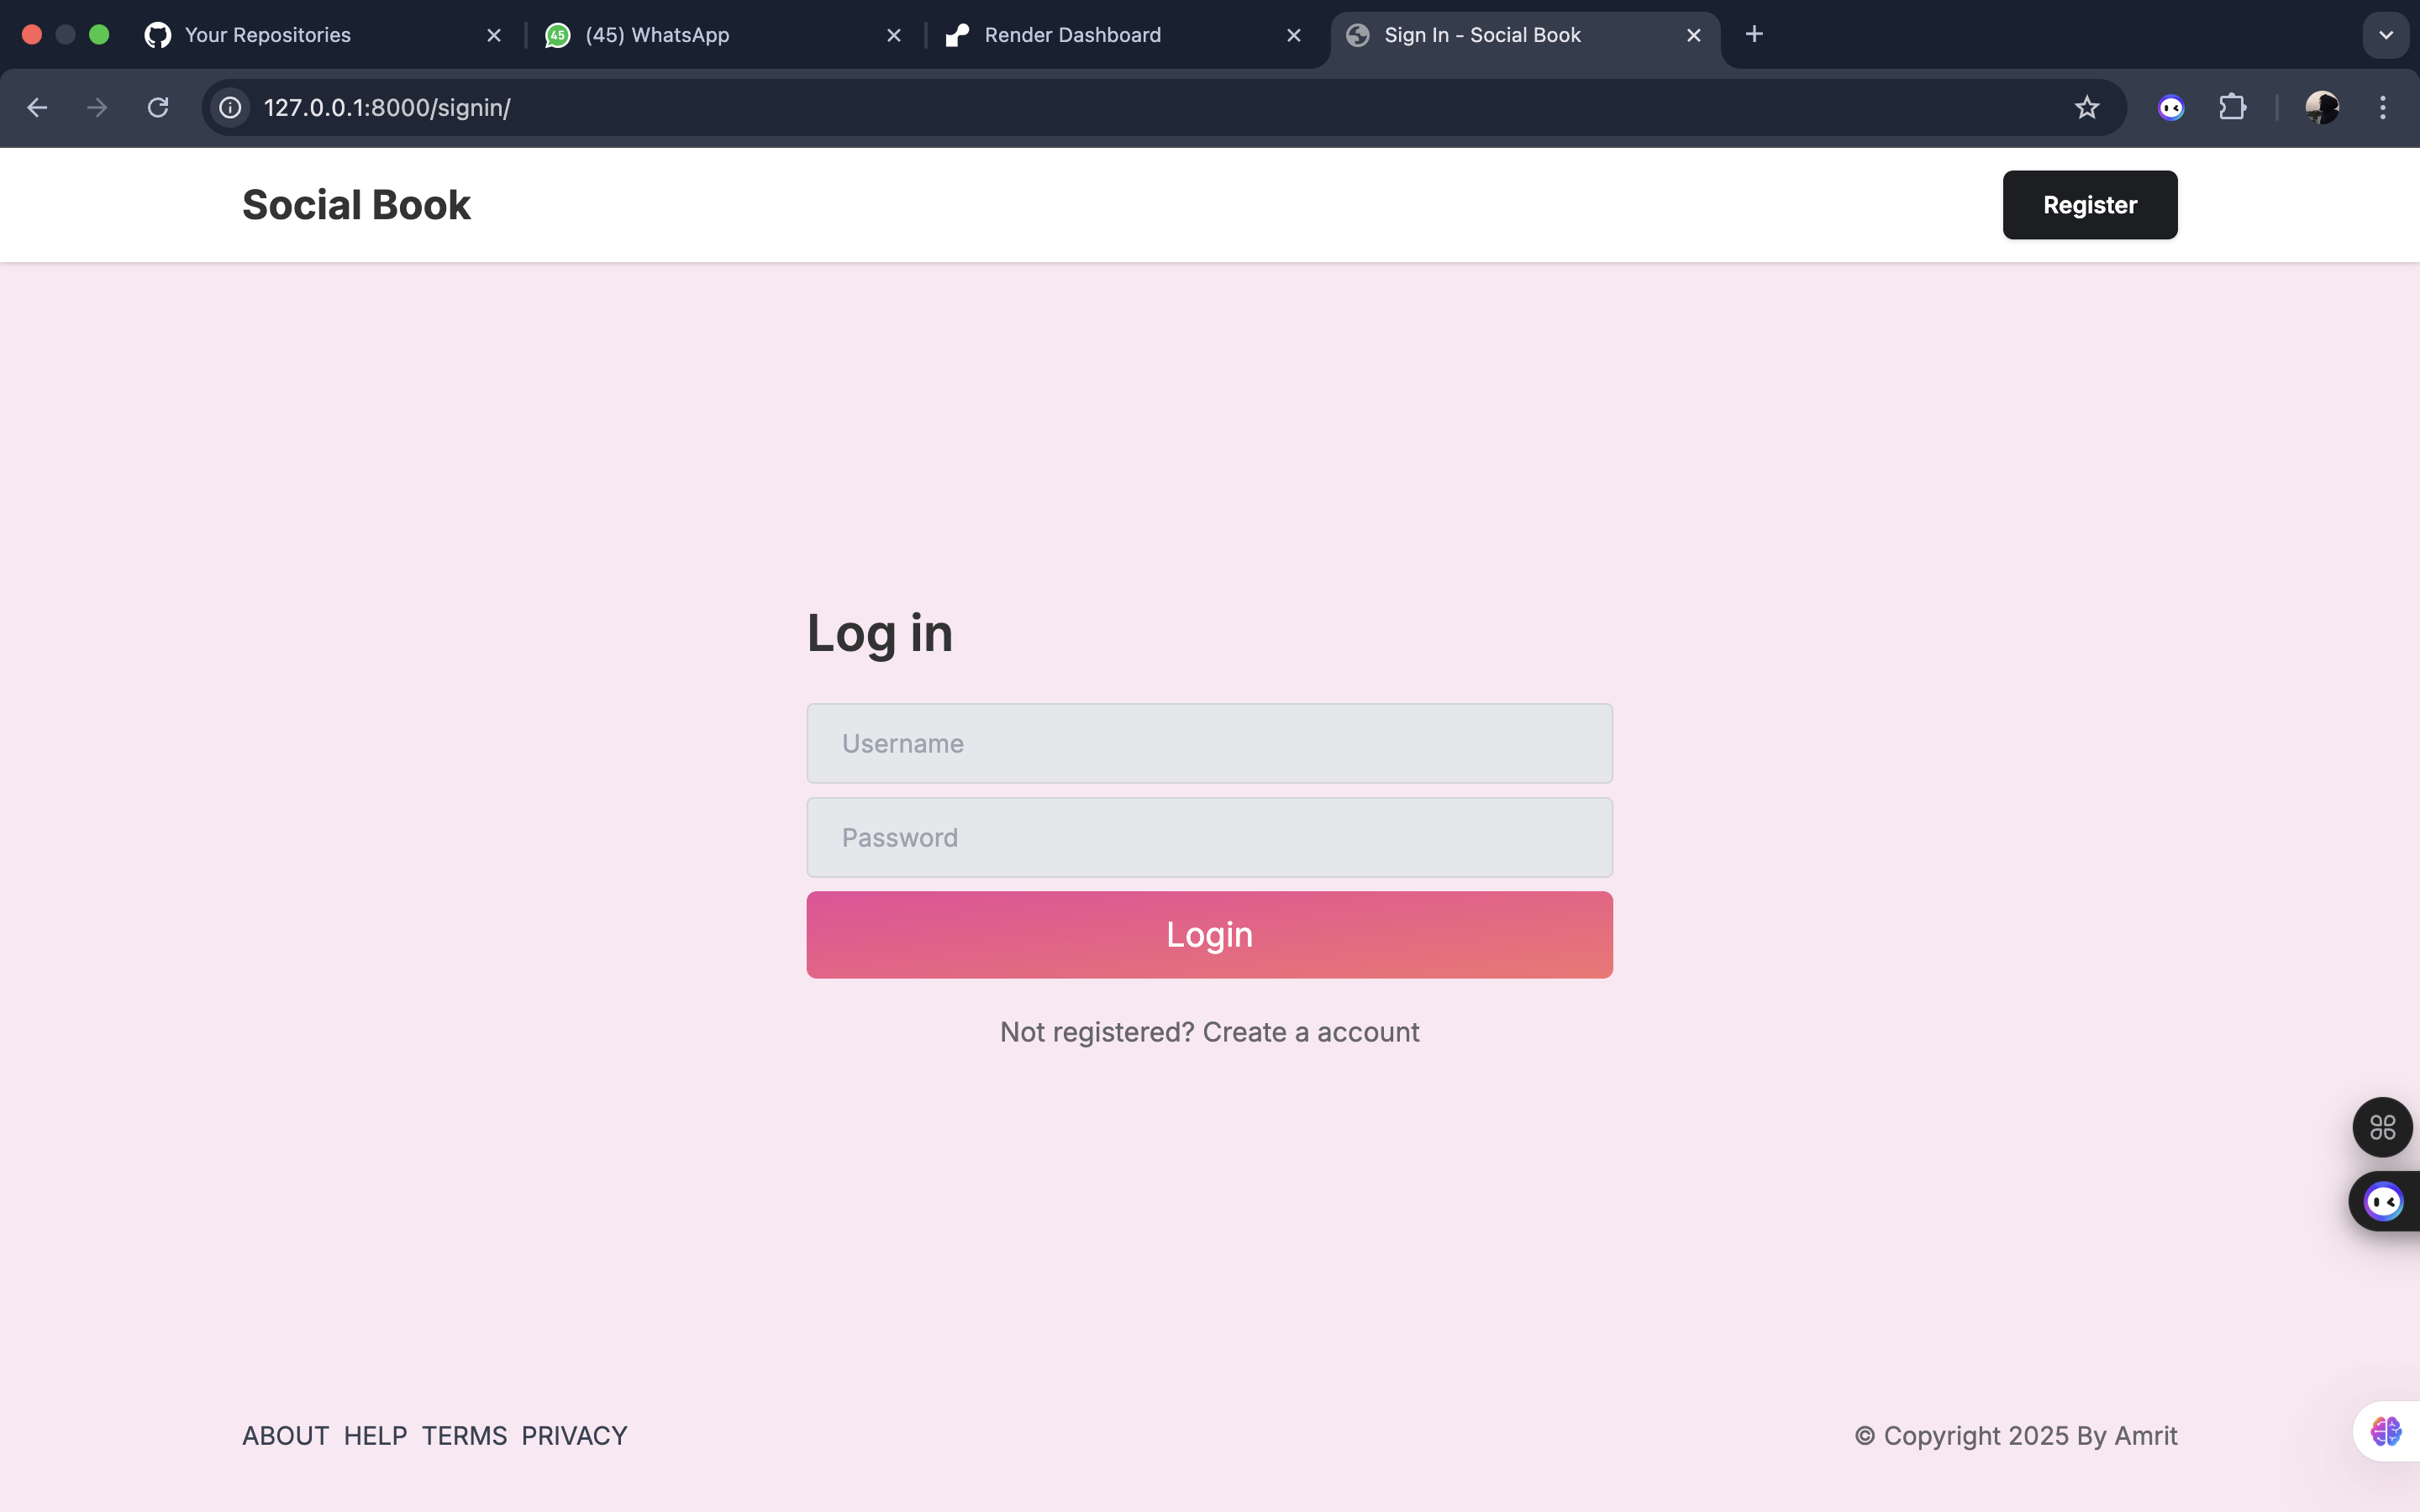 Your Repositories
45
(45) WhatsApp
Render Dashboard
Sign In - Social Book
127.0.0.1:8000/signin/
Social Book
Register
Log in
Username
Password
Login
Not registered? Create a account
ABOUT HELP TERMS PRIVACY
© Copyright 2025 By Amrit